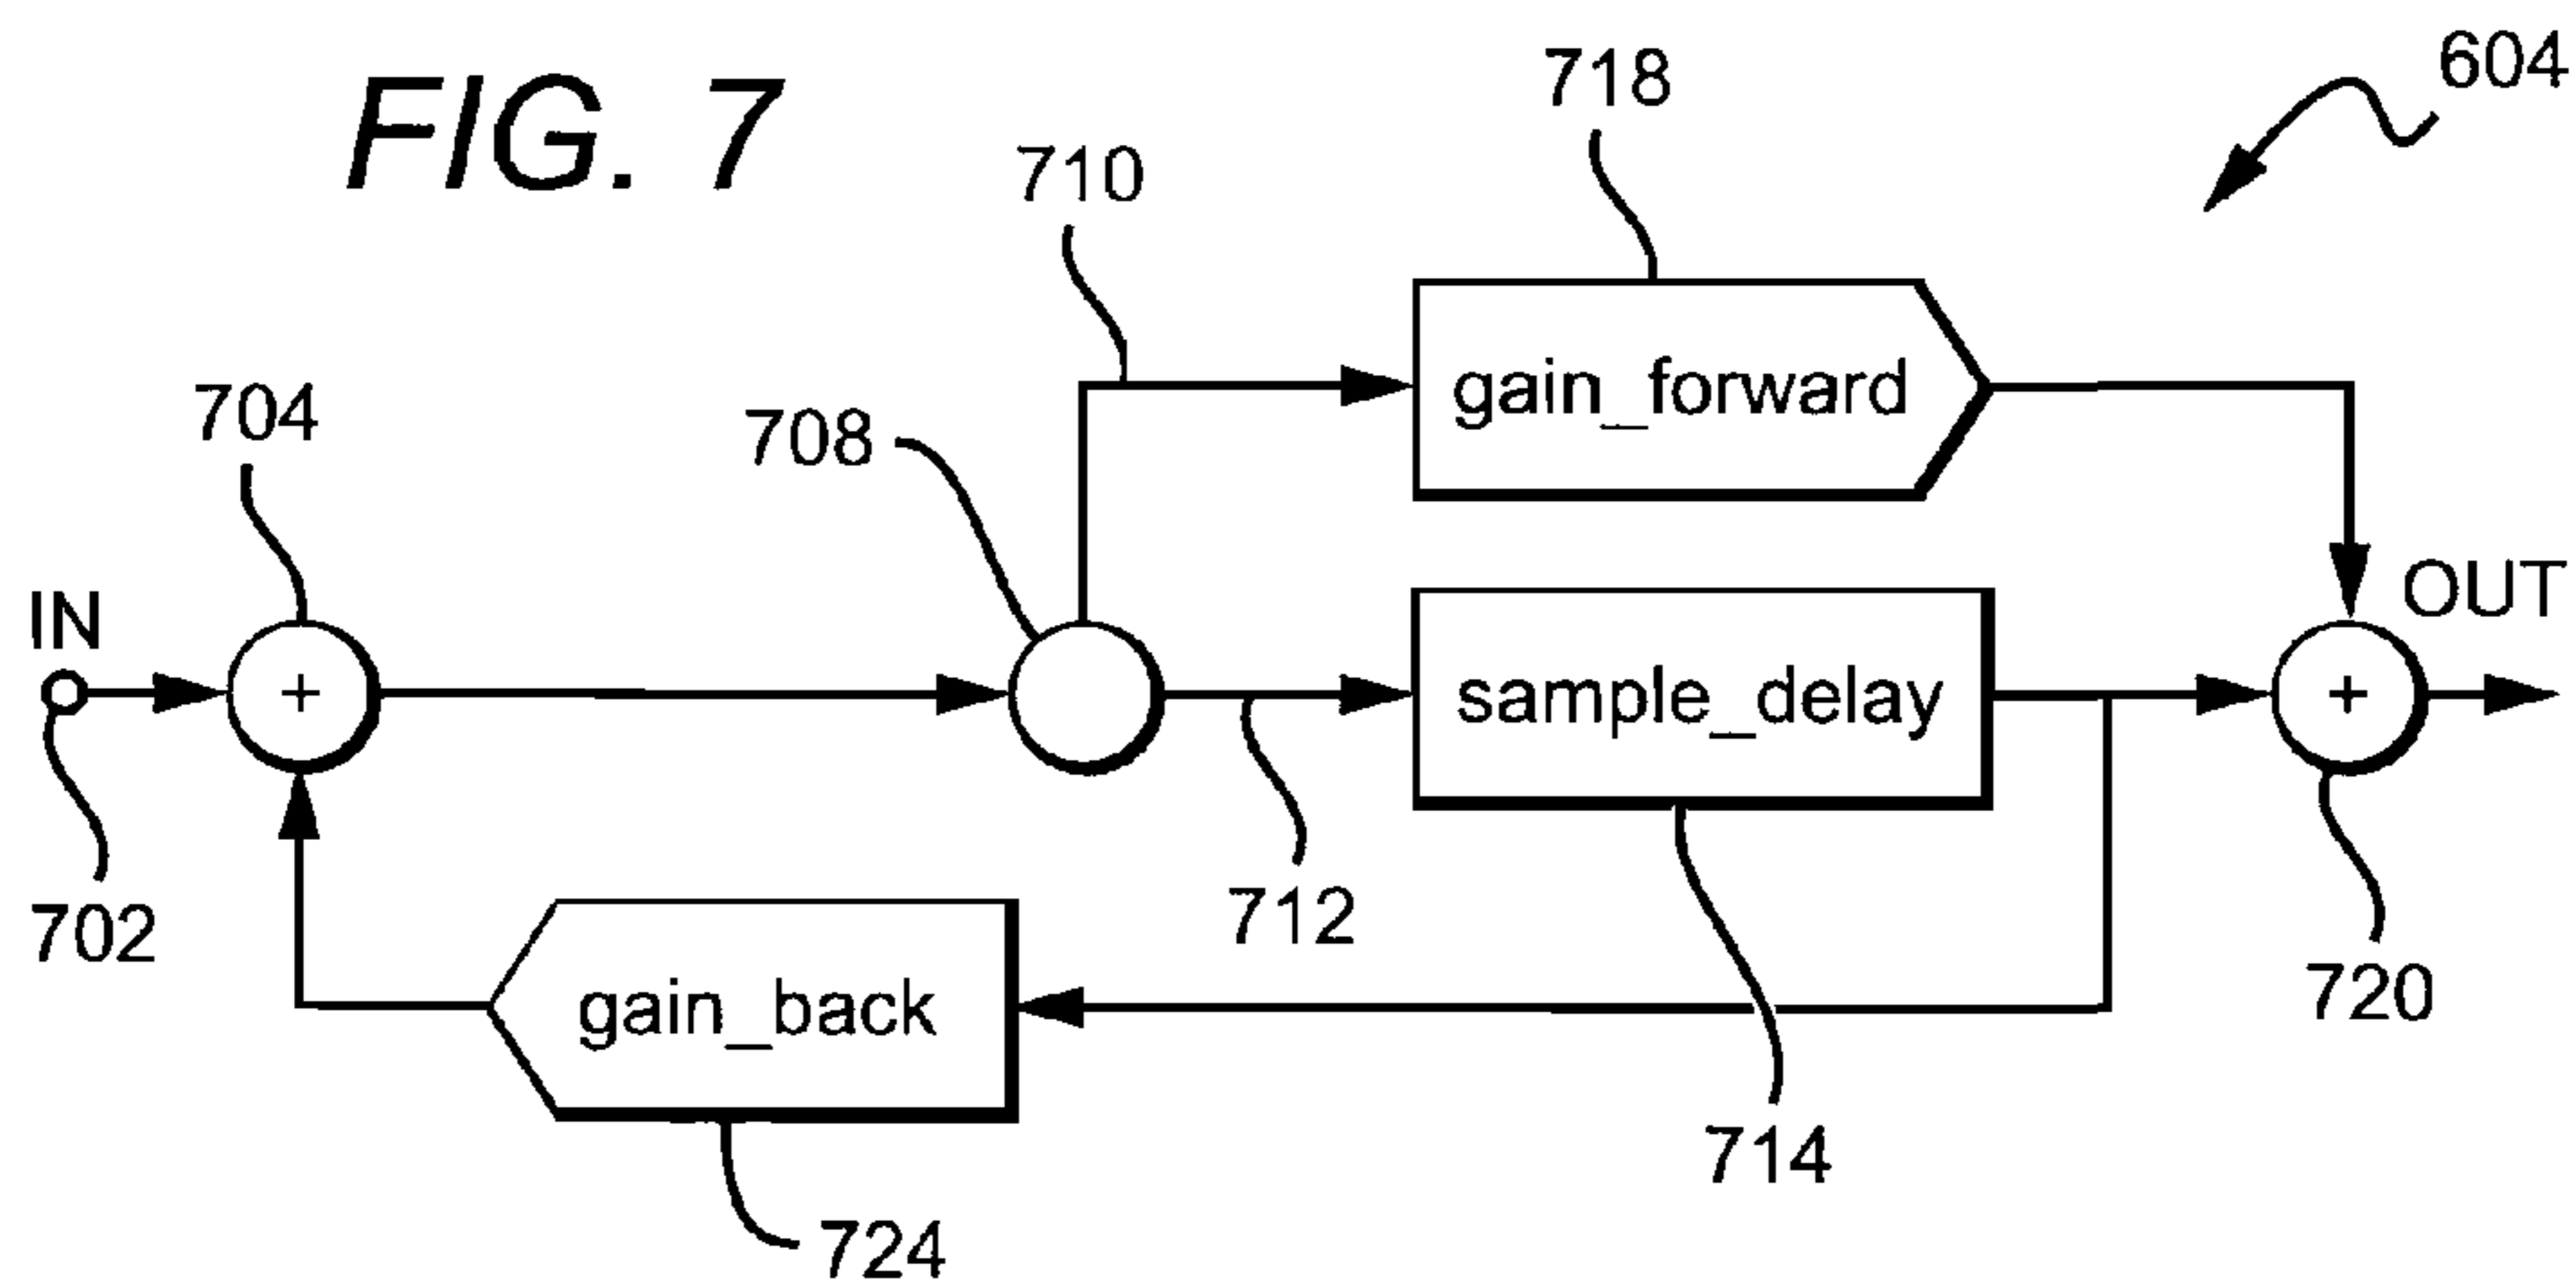 FIG. 7
604
718
710
gain_forward
704
708
IN
+
sample_delay
+
OUT
702
712
720
gain_back
714
724